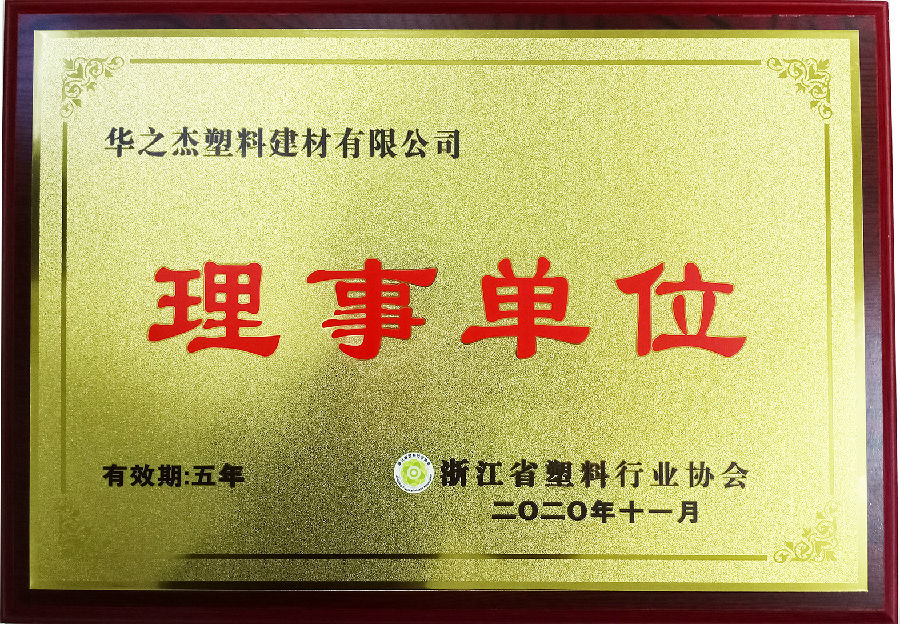 华之杰塑料建材有限公司
理事单位
有效期:五年
浙江省塑料行业协会
二〇二〇年十一月